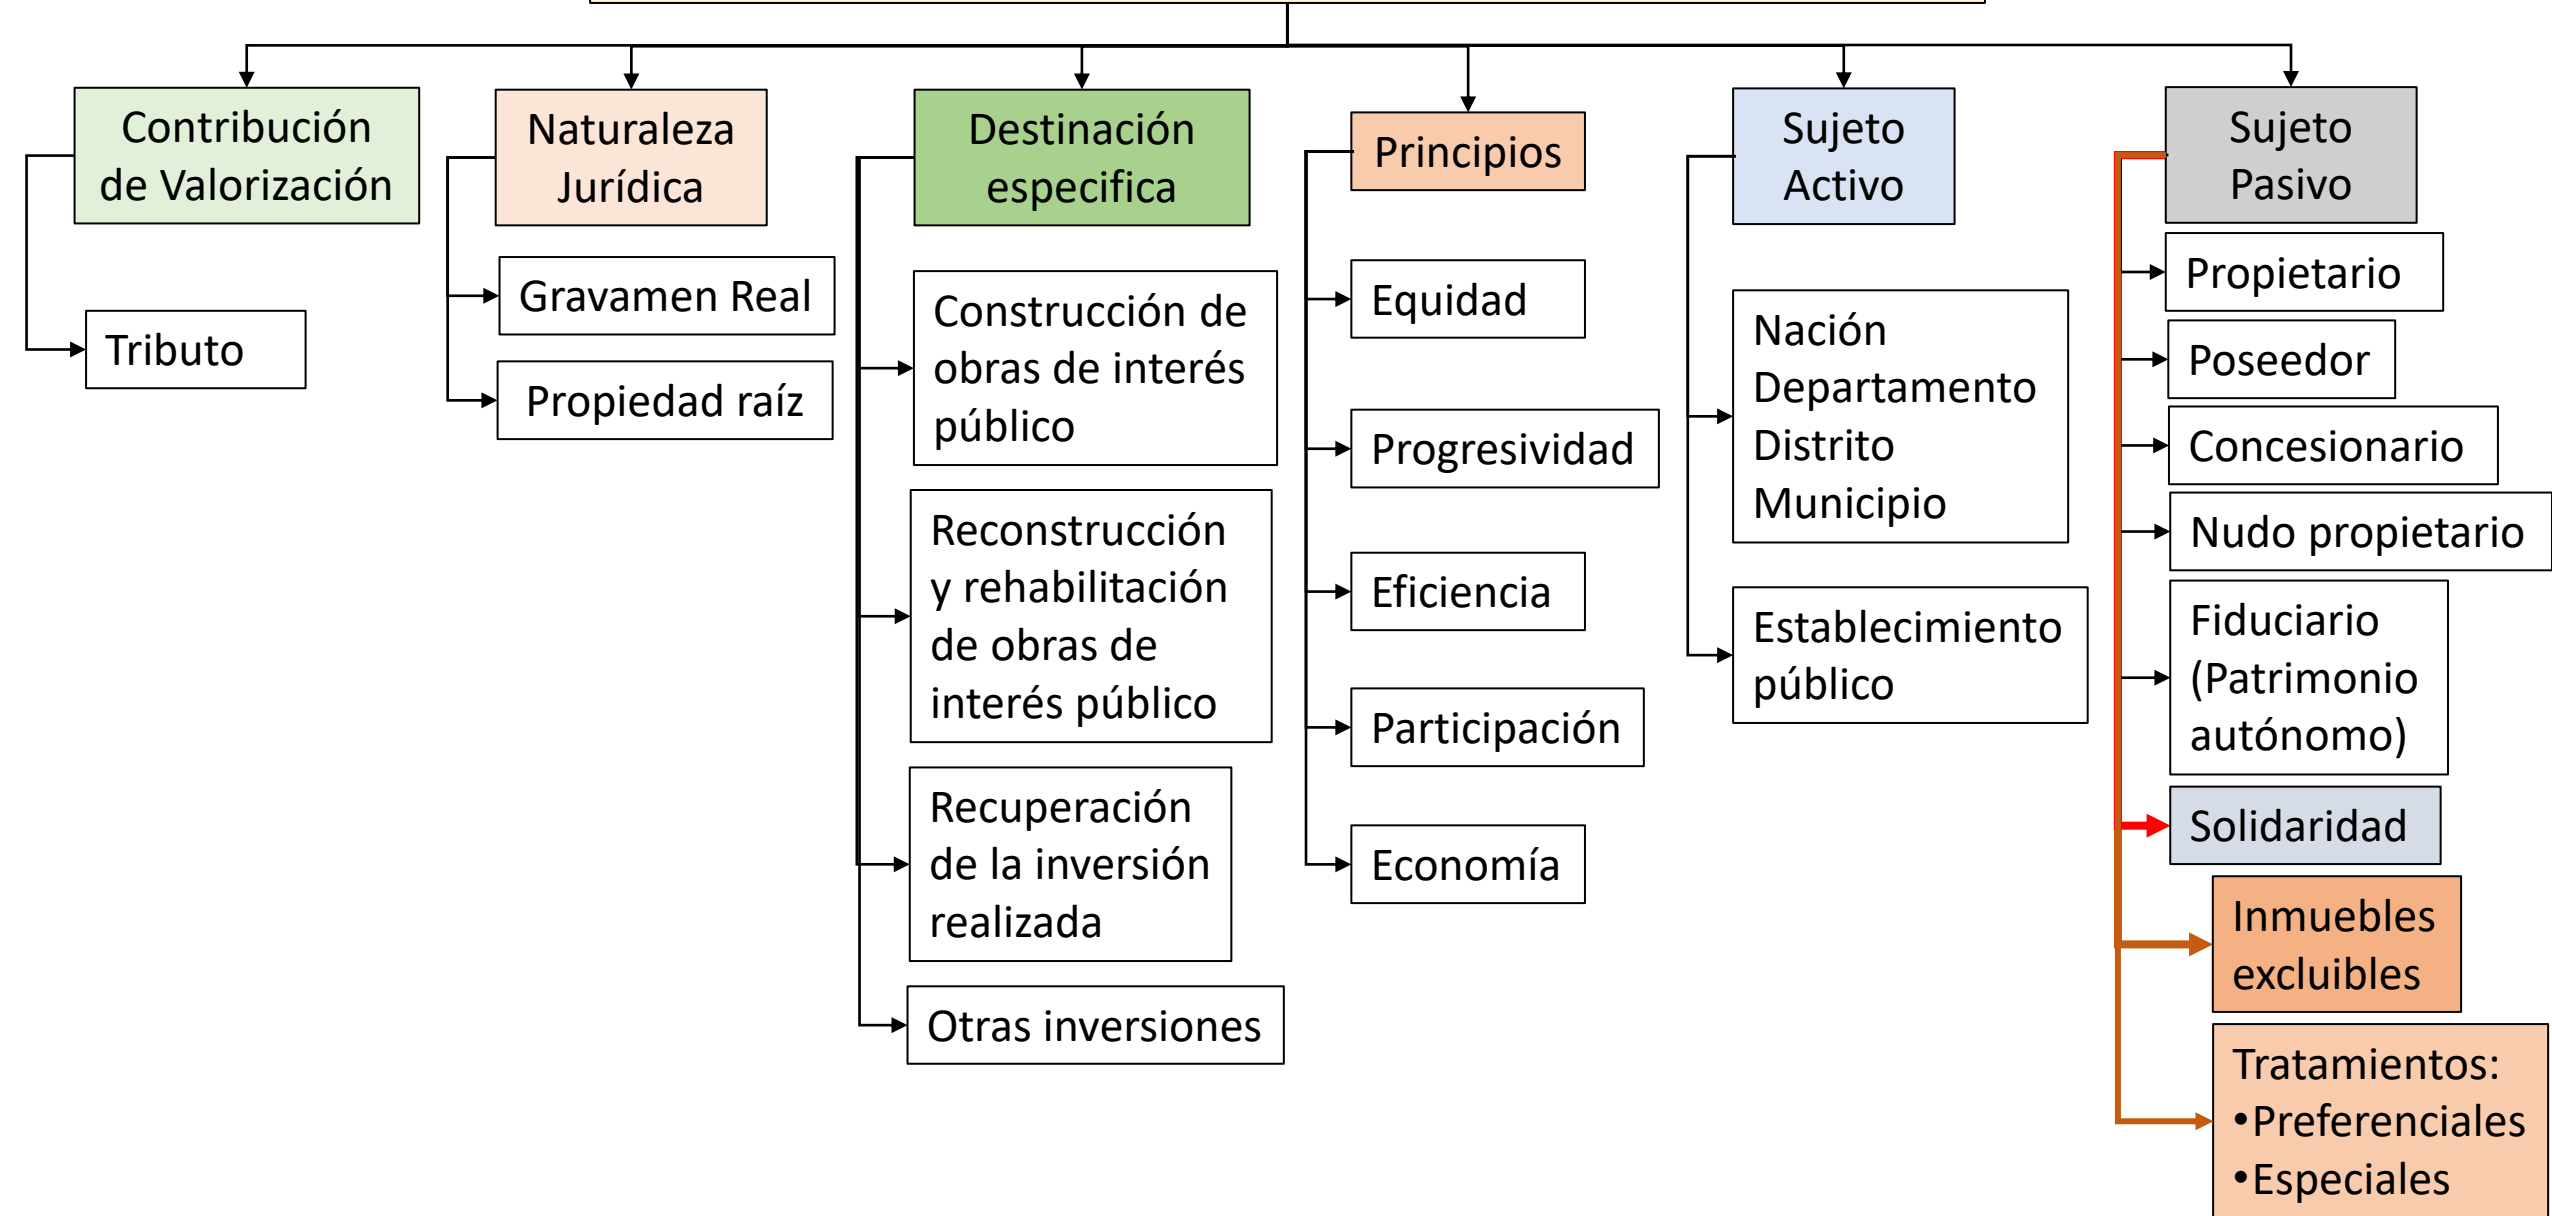 Contribución
de Valorización
Tributo
Naturaleza
Jurídica
Gravamen Real
Propiedad raíz
Destinación
especifica
Construcción de
obras de interés
público
Reconstrucción
y rehabilitación
de obras de
interés público
Recuperación
de la inversión
realizada
Otras inversiones
Principios
Equidad
Progresividad
Eficiencia
Participación
Economía
Sujeto
Activo
Nación
Departamento
Distrito
Municipio
Establecimiento
público
Sujeto
Pasivo
Propietario
Poseedor
Concesionario
Nudo propietario
Fiduciario
(Patrimonio
autónomo)
Solidaridad
Inmuebles
excluibles
Tratamientos:
•Preferenciales
•Especiales